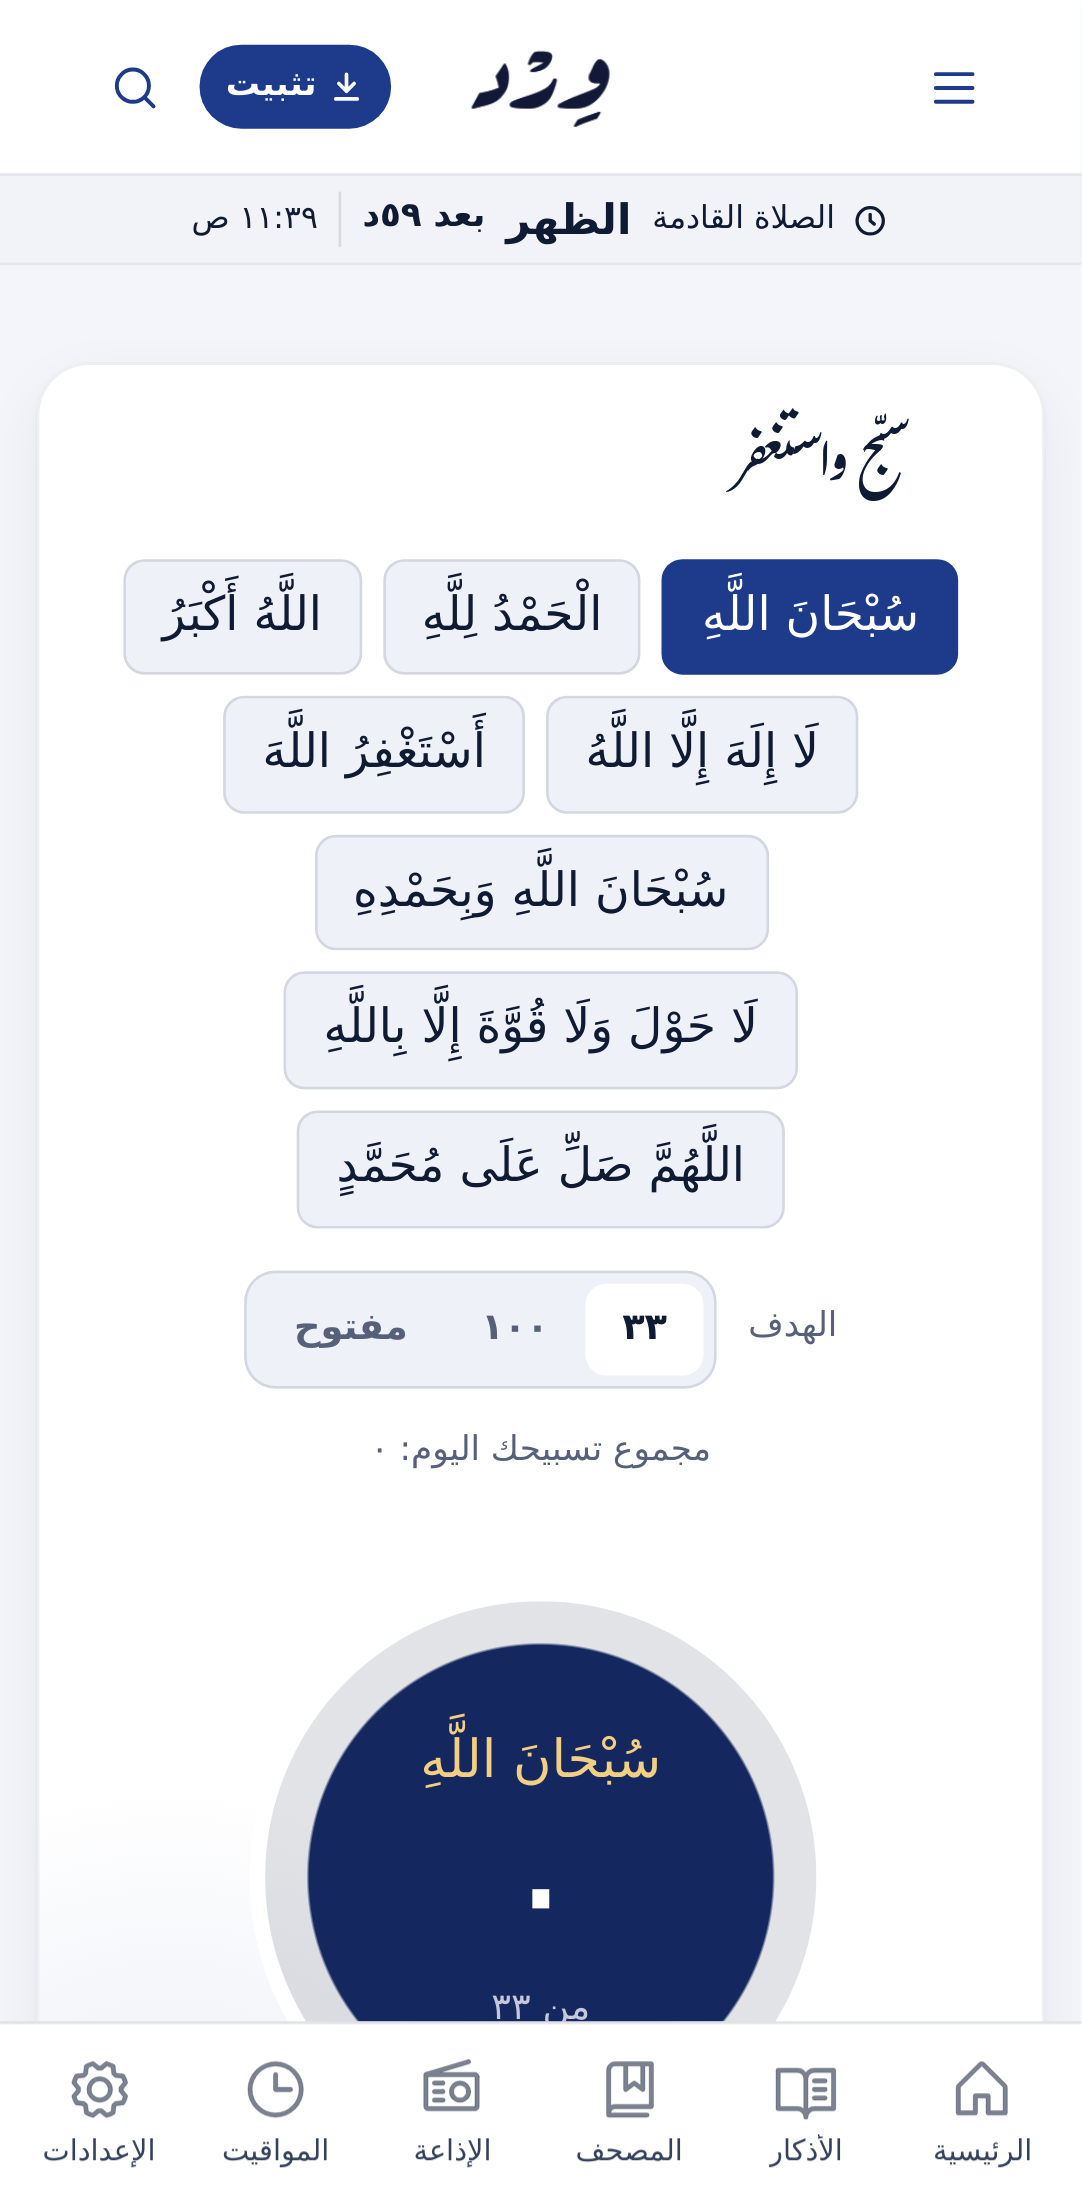 وِرْد
تثبيت
الصلاة القادمة الظهر بعد ٥٩د ١١:٣٩ ص
سبّح واستغفر
سُبْحَانَ اللَّهِ الْحَمْدُ لِلَّهِ اللَّهُ أَكْبَرُ
لَا إِلَهَ إِلَّا اللَّهُ أَسْتَغْفِرُ اللَّهَ
سُبْحَانَ اللَّهِ وَبِحَمْدِهِ
لَا حَوْلَ وَلَا قُوَّةَ إِلَّا بِاللَّهِ
اللَّهُمَّ صَلِّ عَلَى مُحَمَّدٍ
الهدف ٣٣ ١٠٠ مفتوح
مجموع تسبيحك اليوم: ٠
سُبْحَانَ اللَّهِ
٠
من ٣٣
الرئيسية الأذكار المصحف الإذاعة المواقيت الإعدادات